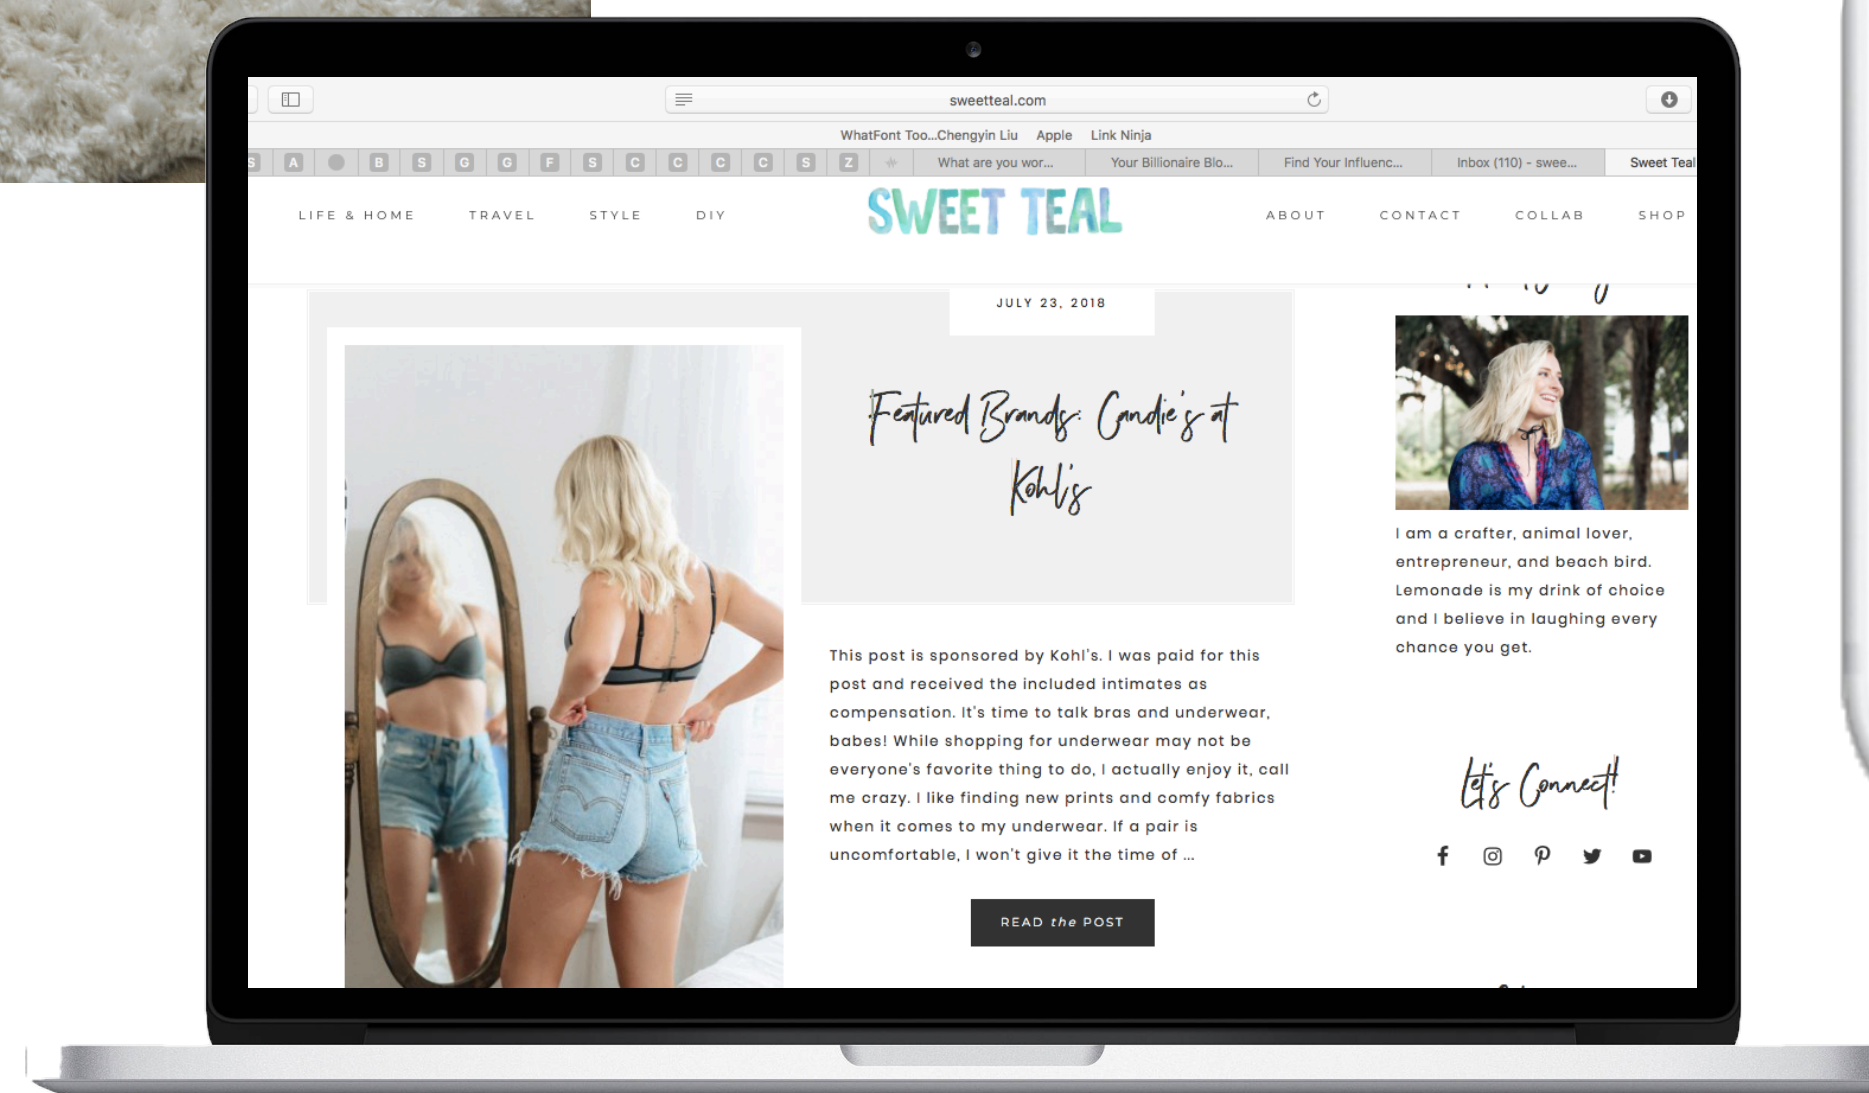 sweetteal.com
WhatFont Too...Chengyin Liu Apple Link Ninja
S A B S G G F S C C C C S Z What are you wor... Your Billionaire Blo... Find Your Influenc... Inbox (110) - swee... Sweet Teal
LIFE & HOME TRAVEL STYLE DIY SWEET TEAL ABOUT CONTACT COLLAB SHOP
JULY 23, 2018
Featured Brands: Candie's at
Kohl's
This post is sponsored by Kohl's. I was paid for this
post and received the included intimates as
compensation. It's time to talk bras and underwear,
babes! While shopping for underwear may not be
everyone's favorite thing to do, I actually enjoy it, call
me crazy. I like finding new prints and comfy fabrics
when it comes to my underwear. If a pair is
uncomfortable, I won't give it the time of ...
READ the POST
I am a crafter, animal lover,
entrepreneur, and beach bird.
Lemonade is my drink of choice
and I believe in laughing every
chance you get.
Let's Connect!